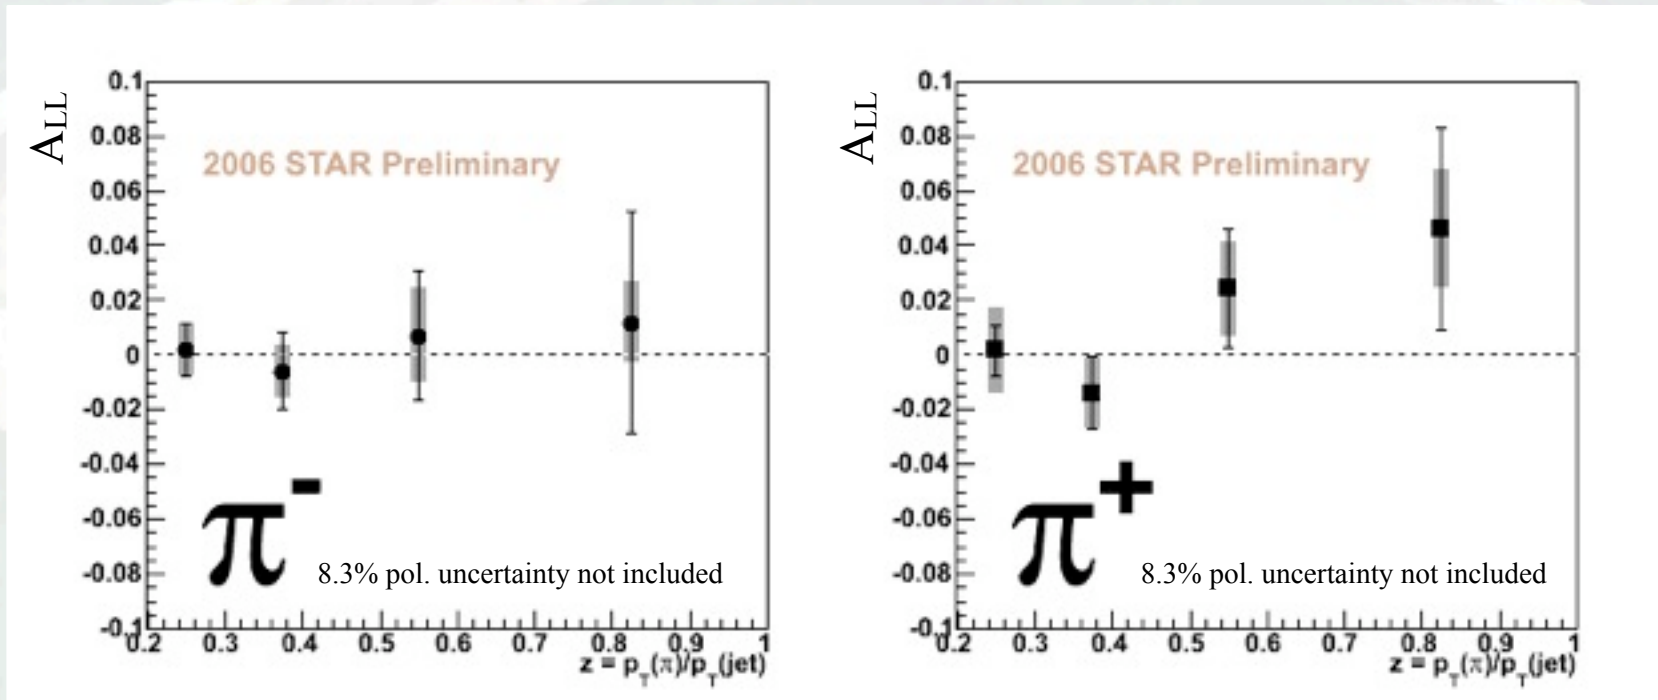 0.1
0.08
0.06
0.04
0.02
0
-0.02
-0.04
-0.06
-0.08
-0.1
A_LL
2006 STAR Preliminary
π-
8.3% pol. uncertainty not included
0.2 0.3 0.4 0.5 0.6 0.7 0.8 0.9 1
z = p_T(π)/p_T(jet)
0.1
0.08
0.06
0.04
0.02
0
-0.02
-0.04
-0.06
-0.08
-0.1
A_LL
2006 STAR Preliminary
π+
8.3% pol. uncertainty not included
0.2 0.3 0.4 0.5 0.6 0.7 0.8 0.9 1
z = p_T(π)/p_T(jet)